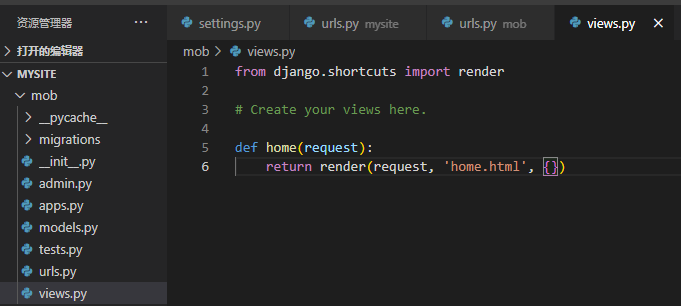 资源管理器
···
settings.py
urls.py mysite
urls.py mob
views.py
打开的编辑器
mob > views.py
MYSITE
mob
__pycache__
migrations
__init__.py
admin.py
apps.py
models.py
tests.py
urls.py
views.py
1 from django.shortcuts import render
2
3 # Create your views here.
4
5 def home(request):
6 return render(request, 'home.html', {})